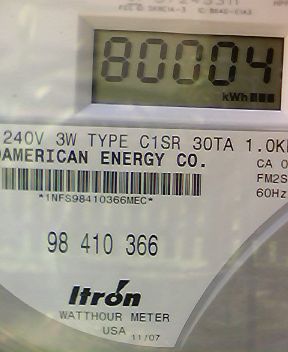 80004
kWh
240V 3W TYPE C1SR 30TA 1.0K
AMERICAN ENERGY CO.
CA 0
*1NFS98410366MEC*
FM2S
60Hz
98 410 366
Itron
WATTHOUR METER
USA 11/07